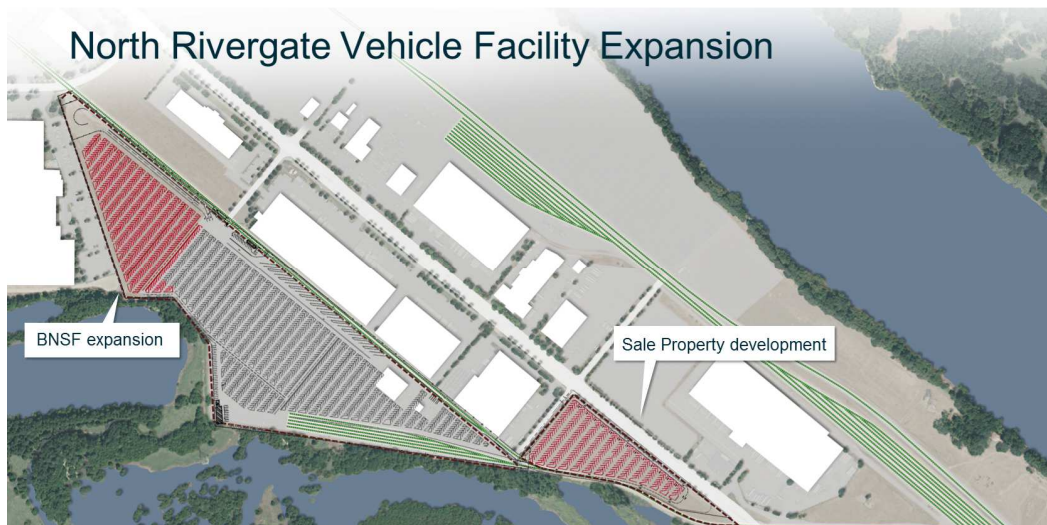 North Rivergate Vehicle Facility Expansion
BNSF expansion
Sale Property development